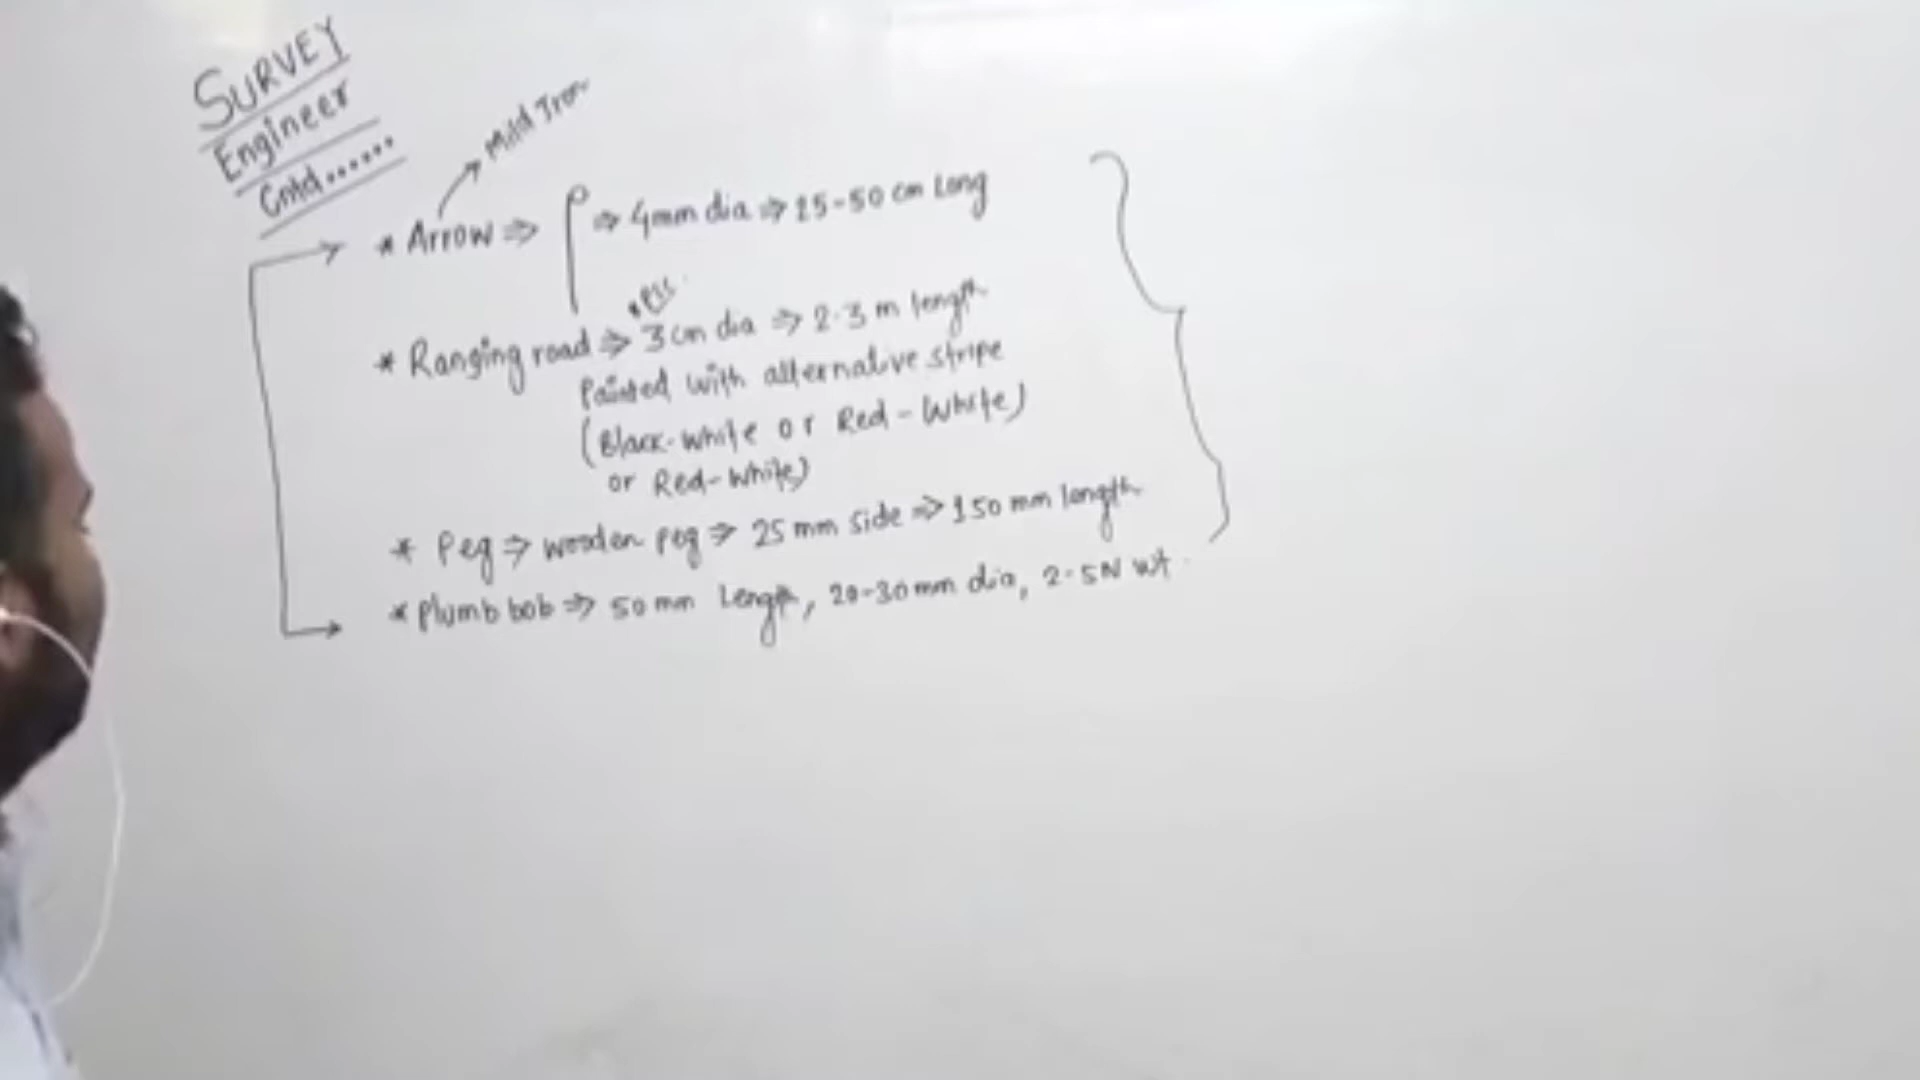 SURVEY
Engineer
Cntd......
Mild Iron
* Arrow ⇒ ⇒ 4mm dia ⇒ 25-50 cm Long
* Ranging road ⇒ 3 cm dia ⇒ 2-3 m length
Painted with alternative stripe
(Black-white or Red-White)
or Red-White)
* Peg ⇒ wooden peg ⇒ 25 mm side ⇒ 150 mm length
* Plumb bob ⇒ 50 mm Length, 20-30 mm dia, 2-5N wt.